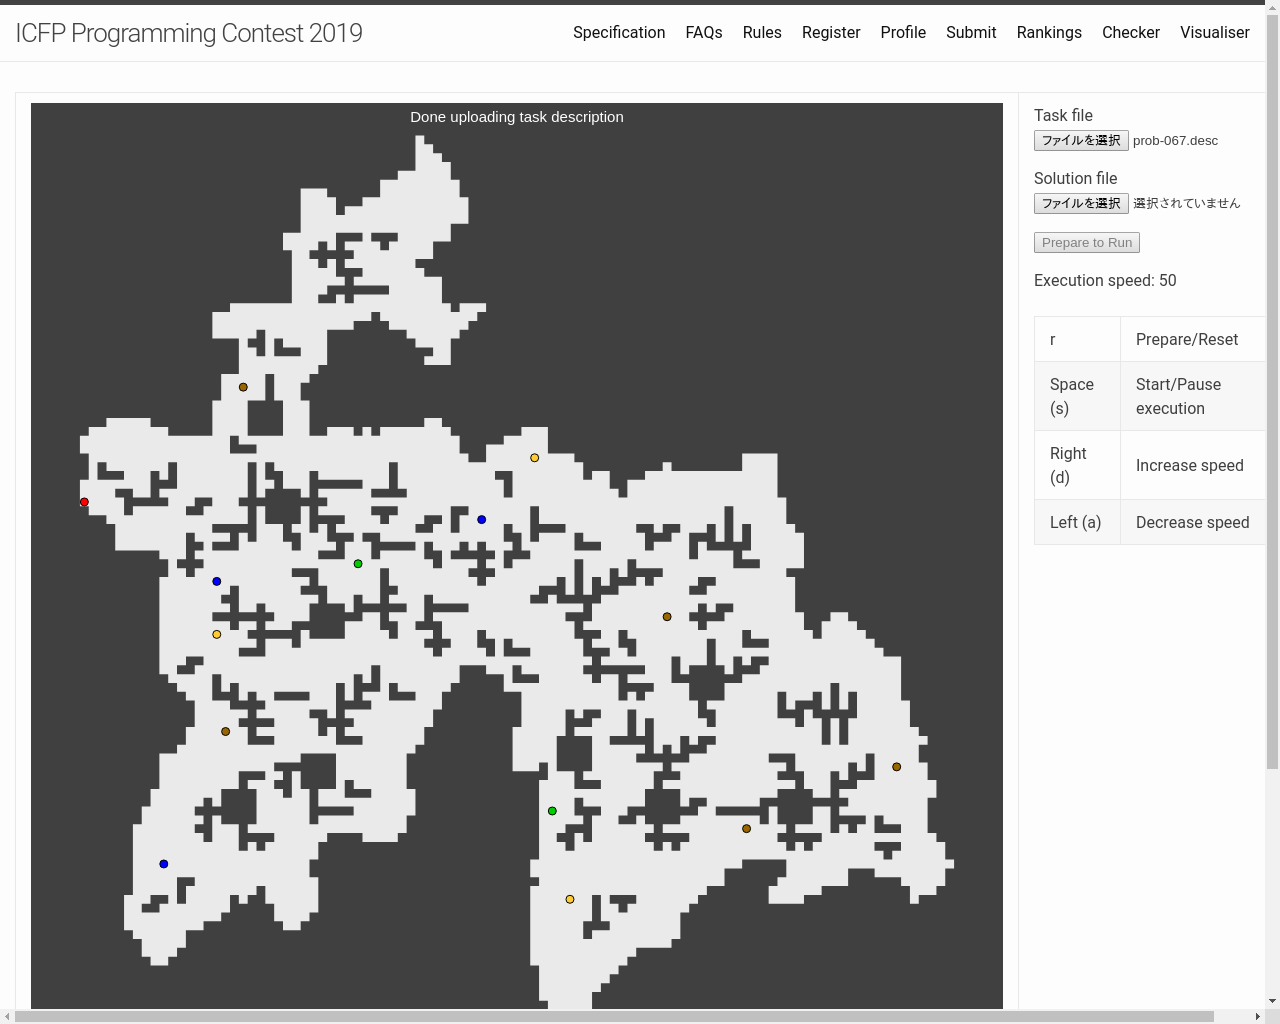 ICFP Programming Contest 2019
Specification FAQs Rules Register Profile Submit Rankings Checker Visualiser
Done uploading task description
Task file
ファイルを選択 prob-067.desc
Solution file
ファイルを選択 選択されていません
Prepare to Run
Execution speed: 50
r Prepare/Reset
Space (s) Start/Pause execution
Right (d) Increase speed
Left (a) Decrease speed